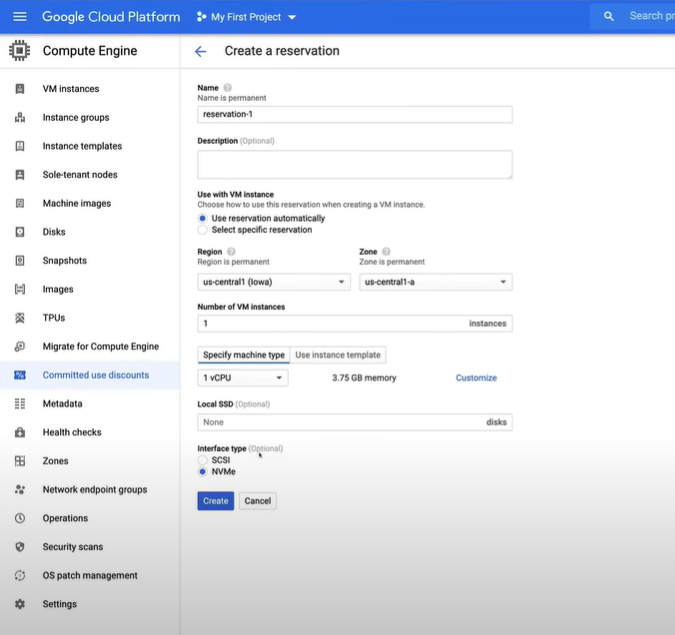 Google Cloud Platform
My First Project
Search pr
Compute Engine
Create a reservation
VM instances
Instance groups
Instance templates
Sole-tenant nodes
Machine images
Disks
Snapshots
Images
TPUs
Migrate for Compute Engine
Committed use discounts
Metadata
Health checks
Zones
Network endpoint groups
Operations
Security scans
OS patch management
Settings
Name
Name is permanent
reservation-1
Description (Optional)
Use with VM instance
Choose how to use this reservation when creating a VM instance.
Use reservation automatically
Select specific reservation
Region
Region is permanent
us-central1 (Iowa)
Zone
Zone is permanent
us-central1-a
Number of VM instances
1 instances
Specify machine type Use instance template
1 vCPU 3.75 GB memory Customize
Local SSD (Optional)
None disks
Interface type (Optional)
SCSI
NVMe
Create Cancel